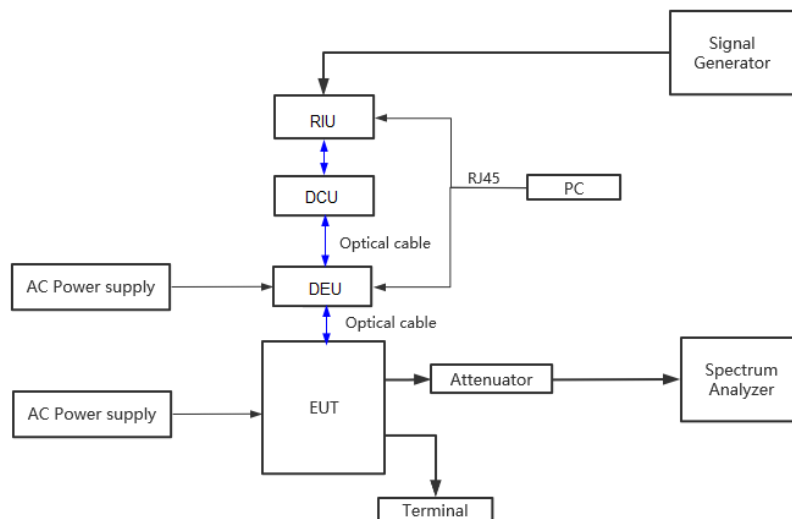 Signal
Generator
RIU
RJ45
PC
DCU
Optical cable
AC Power supply
DEU
Optical cable
Attenuator
Spectrum
Analyzer
AC Power supply
EUT
Terminal